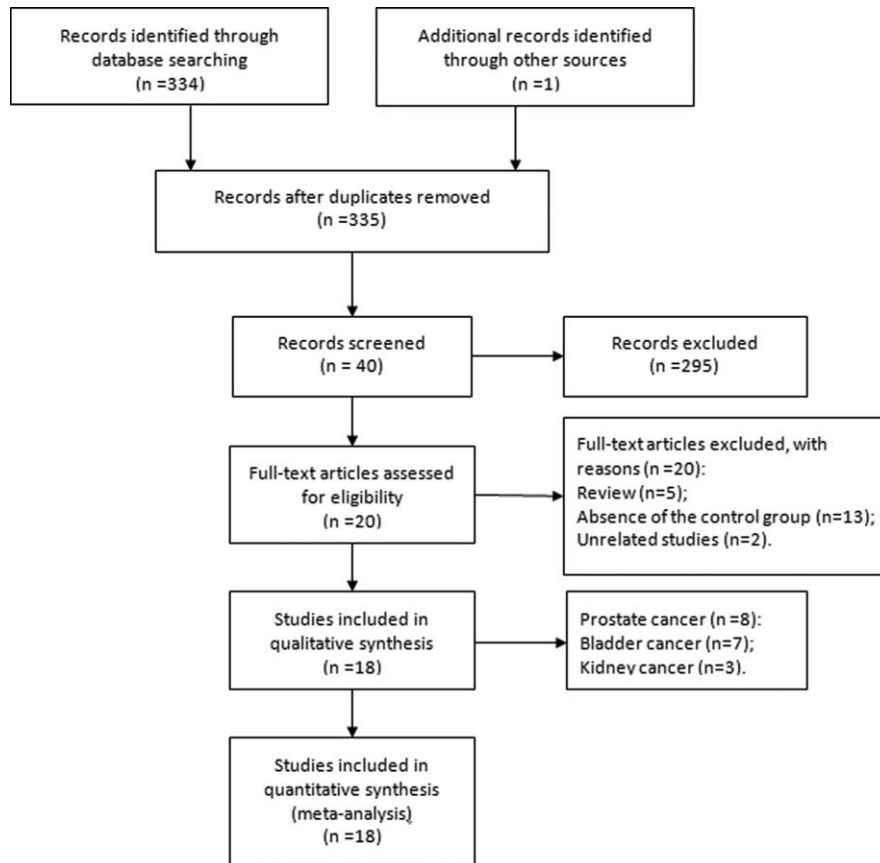 Records identified through
database searching
(n =334)
Additional records identified
through other sources
(n =1)
Records after duplicates removed
(n =335)
Records screened
(n = 40)
Records excluded
(n =295)
Full-text articles assessed
for eligibility
(n =20)
Full-text articles excluded, with
reasons (n =20):
Review (n=5);
Absence of the control group (n=13);
Unrelated studies (n=2).
Studies included in
qualitative synthesis
(n =18)
Prostate cancer (n =8):
Bladder cancer (n=7);
Kidney cancer (n=3).
Studies included in
quantitative synthesis
(meta-analysis)
(n =18)